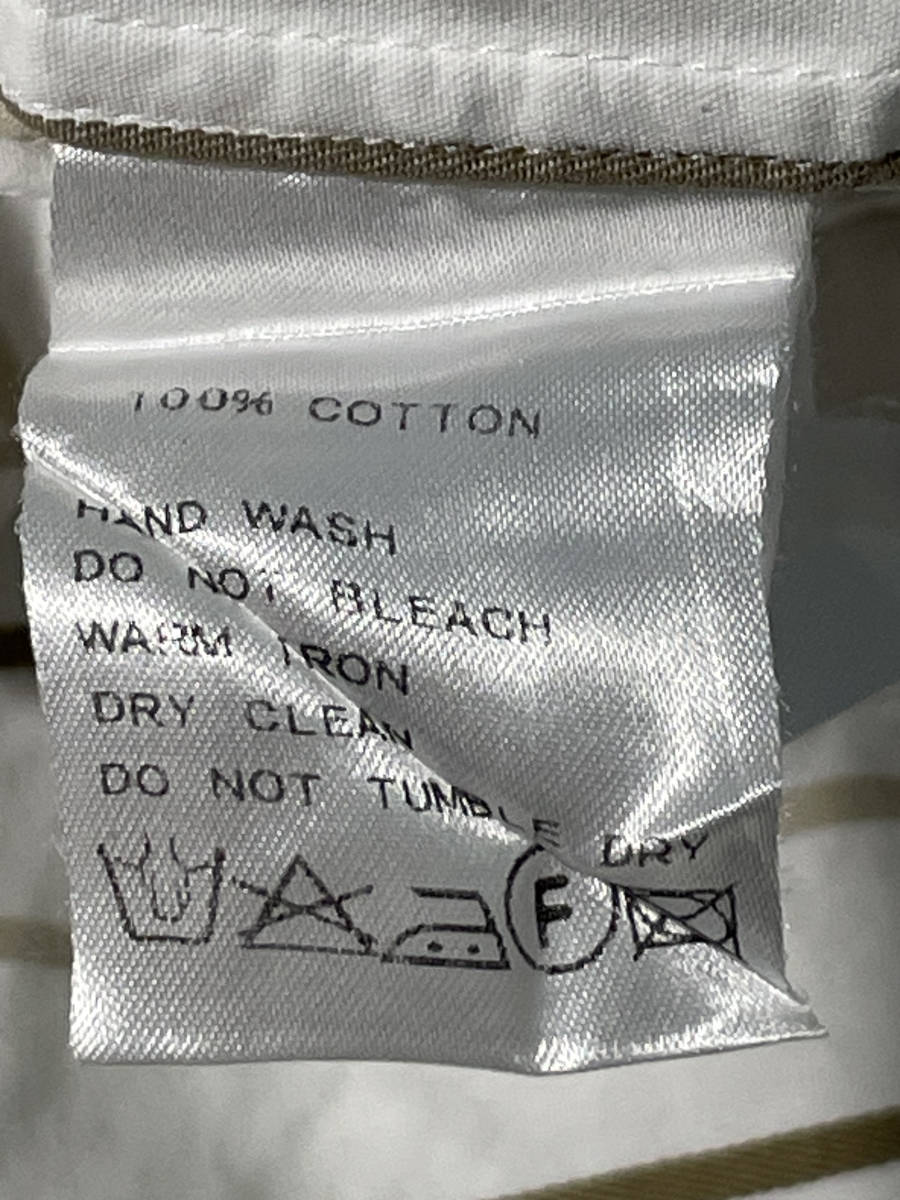 100% COTTON
HAND WASH
DO NOT BLEACH
WARM IRON
DRY CLEAN
DO NOT TUMBLE DRY
F